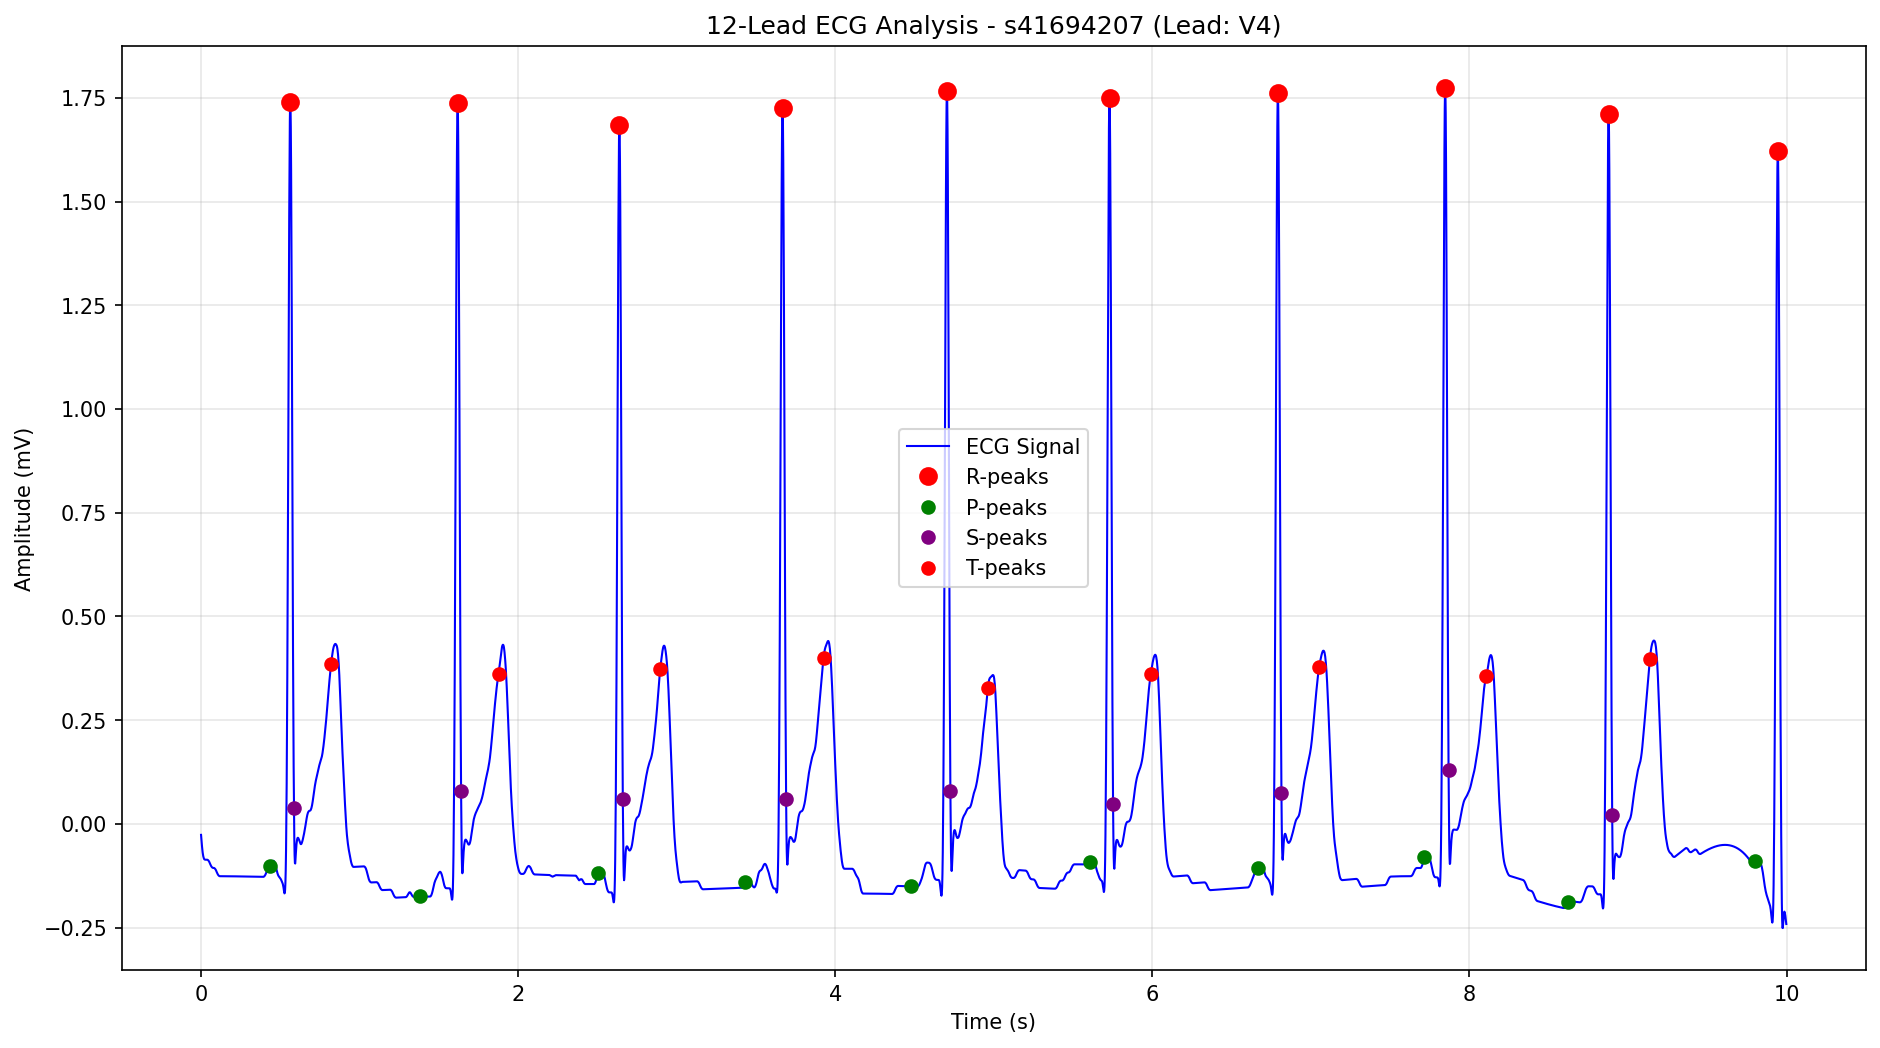 12-Lead ECG Analysis - s41694207 (Lead: V4)
1.75
1.50
1.25
1.00
0.75
0.50
0.25
0.00
−0.25
Amplitude (mV)
ECG Signal
R-peaks
P-peaks
S-peaks
T-peaks
0 2 4 6 8 10
Time (s)